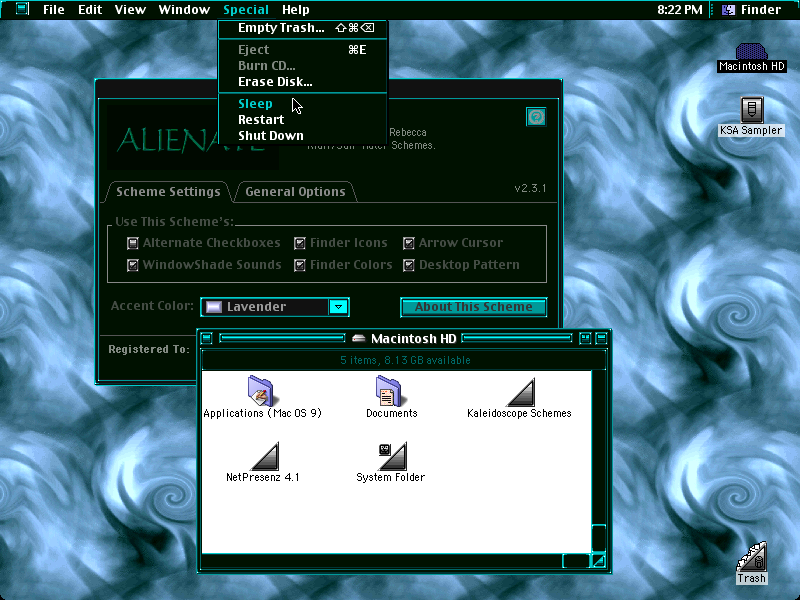 File Edit View Window Special Help 8:22 PM Finder
Empty Trash... ⇧⌘⌫
Eject ⌘E
Burn CD...
Erase Disk...
Sleep
Restart
Shut Down
Macintosh HD
KSA Sampler
ALIENATE
Rebecca
Schemes.
v2.3.1
Scheme Settings General Options
Use This Scheme's:
Alternate Checkboxes Finder Icons Arrow Cursor
WindowShade Sounds Finder Colors Desktop Pattern
Accent Color: Lavender About This Scheme
Registered To:
Macintosh HD
5 items, 8.13 GB available
Applications (Mac OS 9) Documents Kaleidoscope Schemes
NetPresenz 4.1 System Folder
Trash